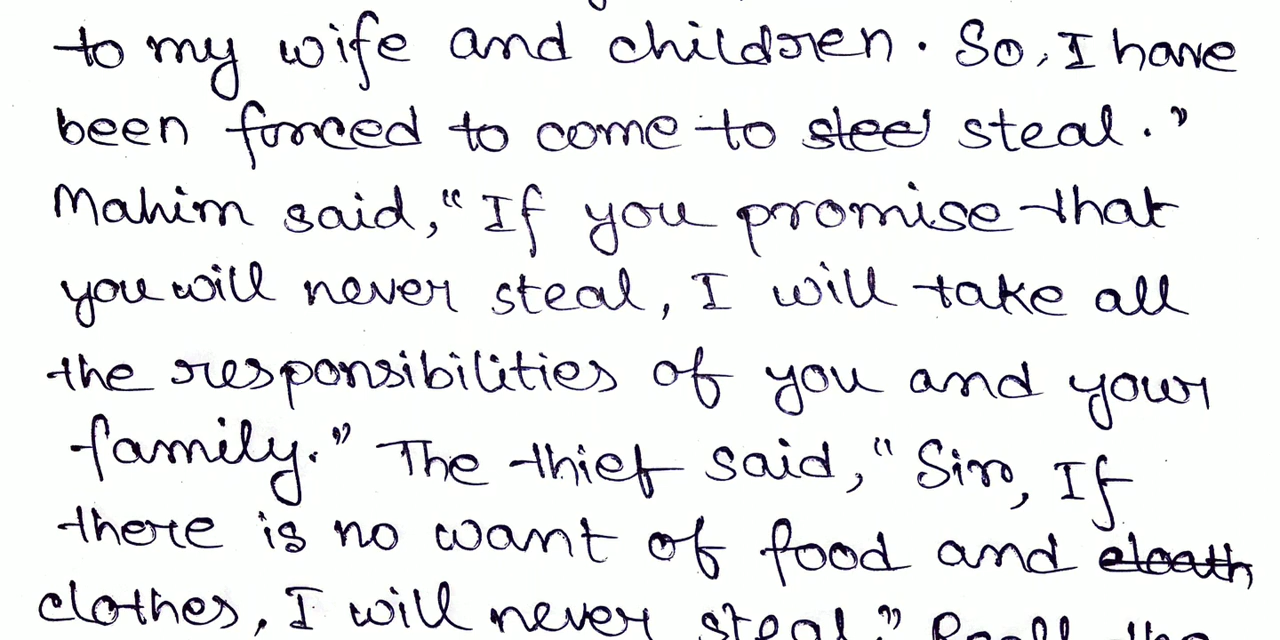 to my wife and children. So, I have
been forced to come to stee steal."
Mahim said, "If you promise that
you will never steal, I will take all
the responsibilities of you and your
family." The thief said, "Sir, If
there is no want of food and cloath
clothes, I will never steal."